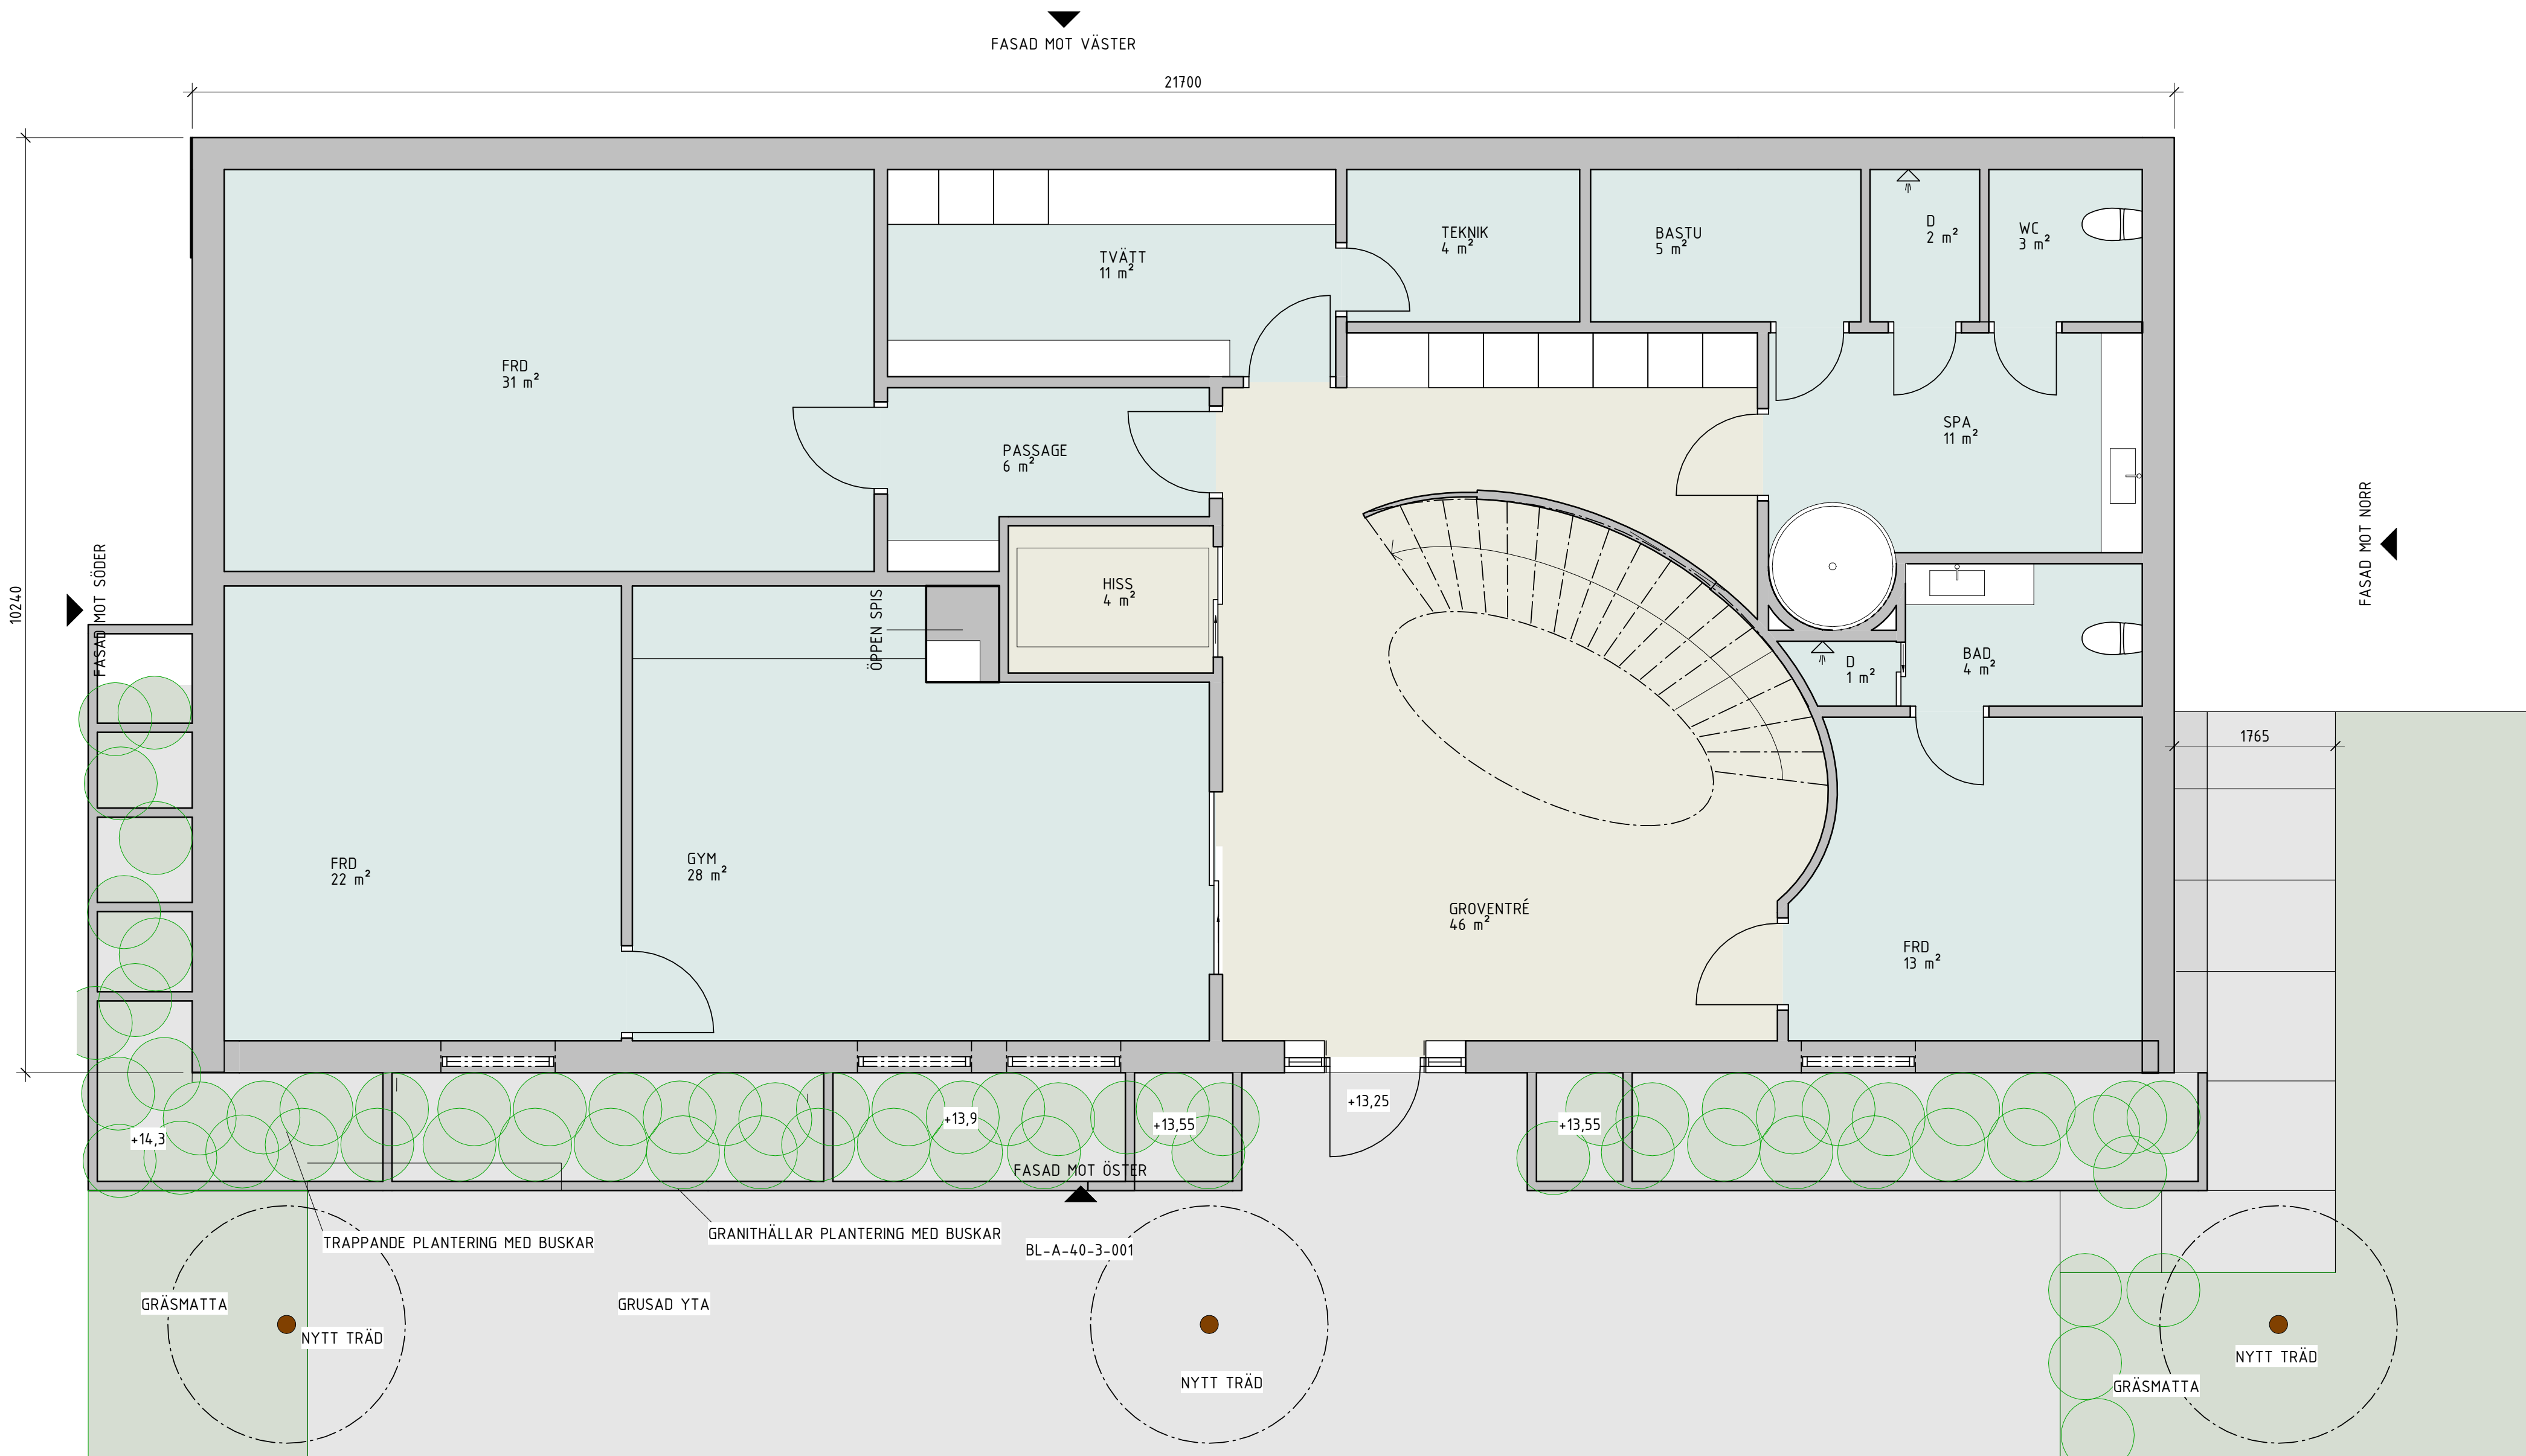 FASAD MOT VÄSTER
21700
10240
FRD
31 m²
TVÄTT
11 m²
TEKNIK
4 m²
BASTU
5 m²
D
2 m²
WC
3 m²
PASSAGE
6 m²
SPA
11 m²
FASAD MOT SÖDER
FASAD MOT NORR
HISS
4 m²
ÖPPEN SPIS
D
1 m²
BAD
4 m²
1765
FRD
22 m²
GYM
28 m²
GROVENTRÉ
46 m²
FRD
13 m²
+14,3
+13,9
+13,55
+13,25
+13,55
FASAD MOT ÖSTER
TRAPPANDE PLANTERING MED BUSKAR
GRANITHÄLLAR PLANTERING MED BUSKAR
BL-A-40-3-001
GRÄSMATTA
NYTT TRÄD
GRUSAD YTA
NYTT TRÄD
NYTT TRÄD
GRÄSMATTA